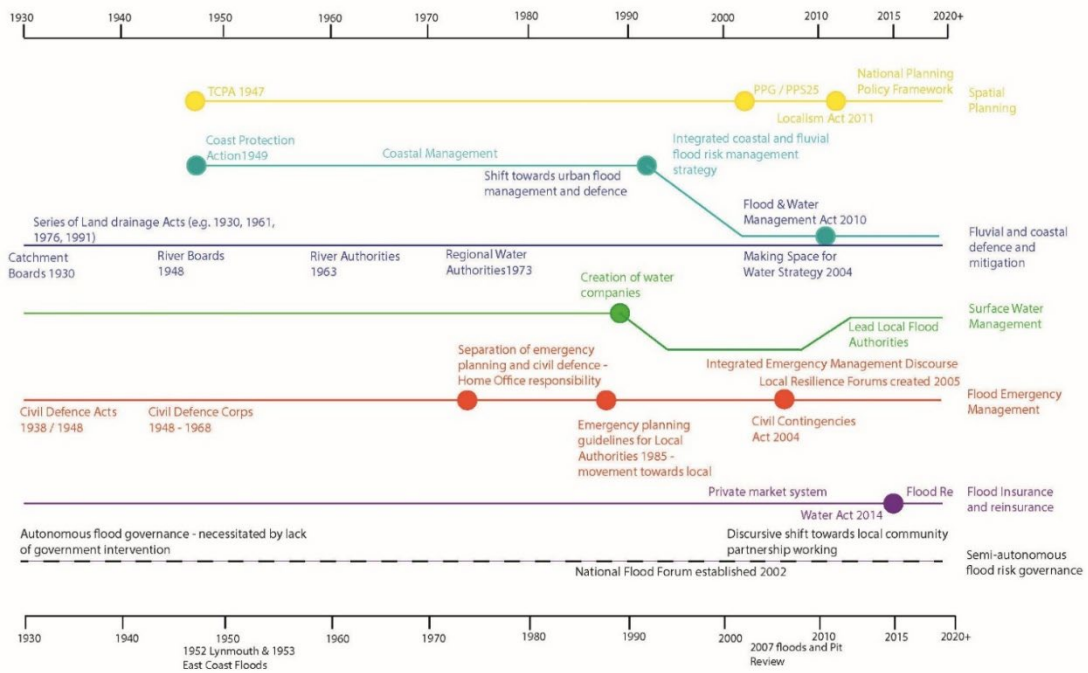 1930 1940 1950 1960 1970 1980 1990 2000 2010 2015 2020+
TCPA 1947
PPG / PPS25
National Planning
Policy Framework
Localism Act 2011
Spatial
Planning
Coast Protection
Action1949
Coastal Management
Shift towards urban flood
management and defence
Integrated coastal and fluvial
flood risk management
strategy
Flood & Water
Management Act 2010
Series of Land drainage Acts (e.g. 1930, 1961,
1976, 1991)
Catchment
Boards 1930
River Boards
1948
River Authorities
1963
Regional Water
Authorities1973
Making Space for
Water Strategy 2004
Fluvial and coastal
defence and
mitigation
Creation of water
companies
Lead Local Flood
Authorities
Surface Water
Management
Separation of emergency
planning and civil defence -
Home Office responsibility
Integrated Emergency Management Discourse
Local Resilience Forums created 2005
Civil Defence Acts
1938 / 1948
Civil Defence Corps
1948 - 1968
Emergency planning
guidelines for Local
Authorities 1985 -
movement towards local
Civil Contingencies
Act 2004
Flood Emergency
Management
Private market system
Water Act 2014
Flood Re
Flood Insurance
and reinsurance
Autonomous flood governance - necessitated by lack
of government intervention
Discursive shift towards local community
partnership working
National Flood Forum established 2002
Semi-autonomous
flood risk governance
1930 1940 1950 1960 1970 1980 1990 2000 2010 2015 2020+
1952 Lynmouth & 1953
East Coast Floods
2007 floods and Pit
Review